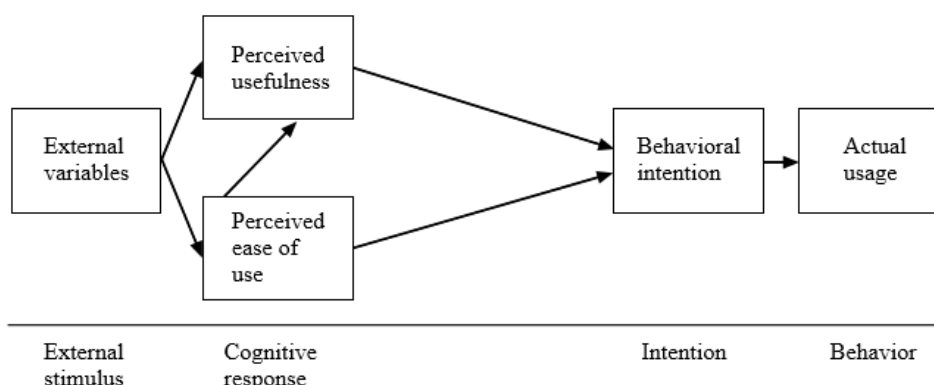 Perceived
usefulness
External
variables
Behavioral
intention
Actual
usage
Perceived
ease of
use
External
stimulus
Cognitive
response
Intention
Behavior